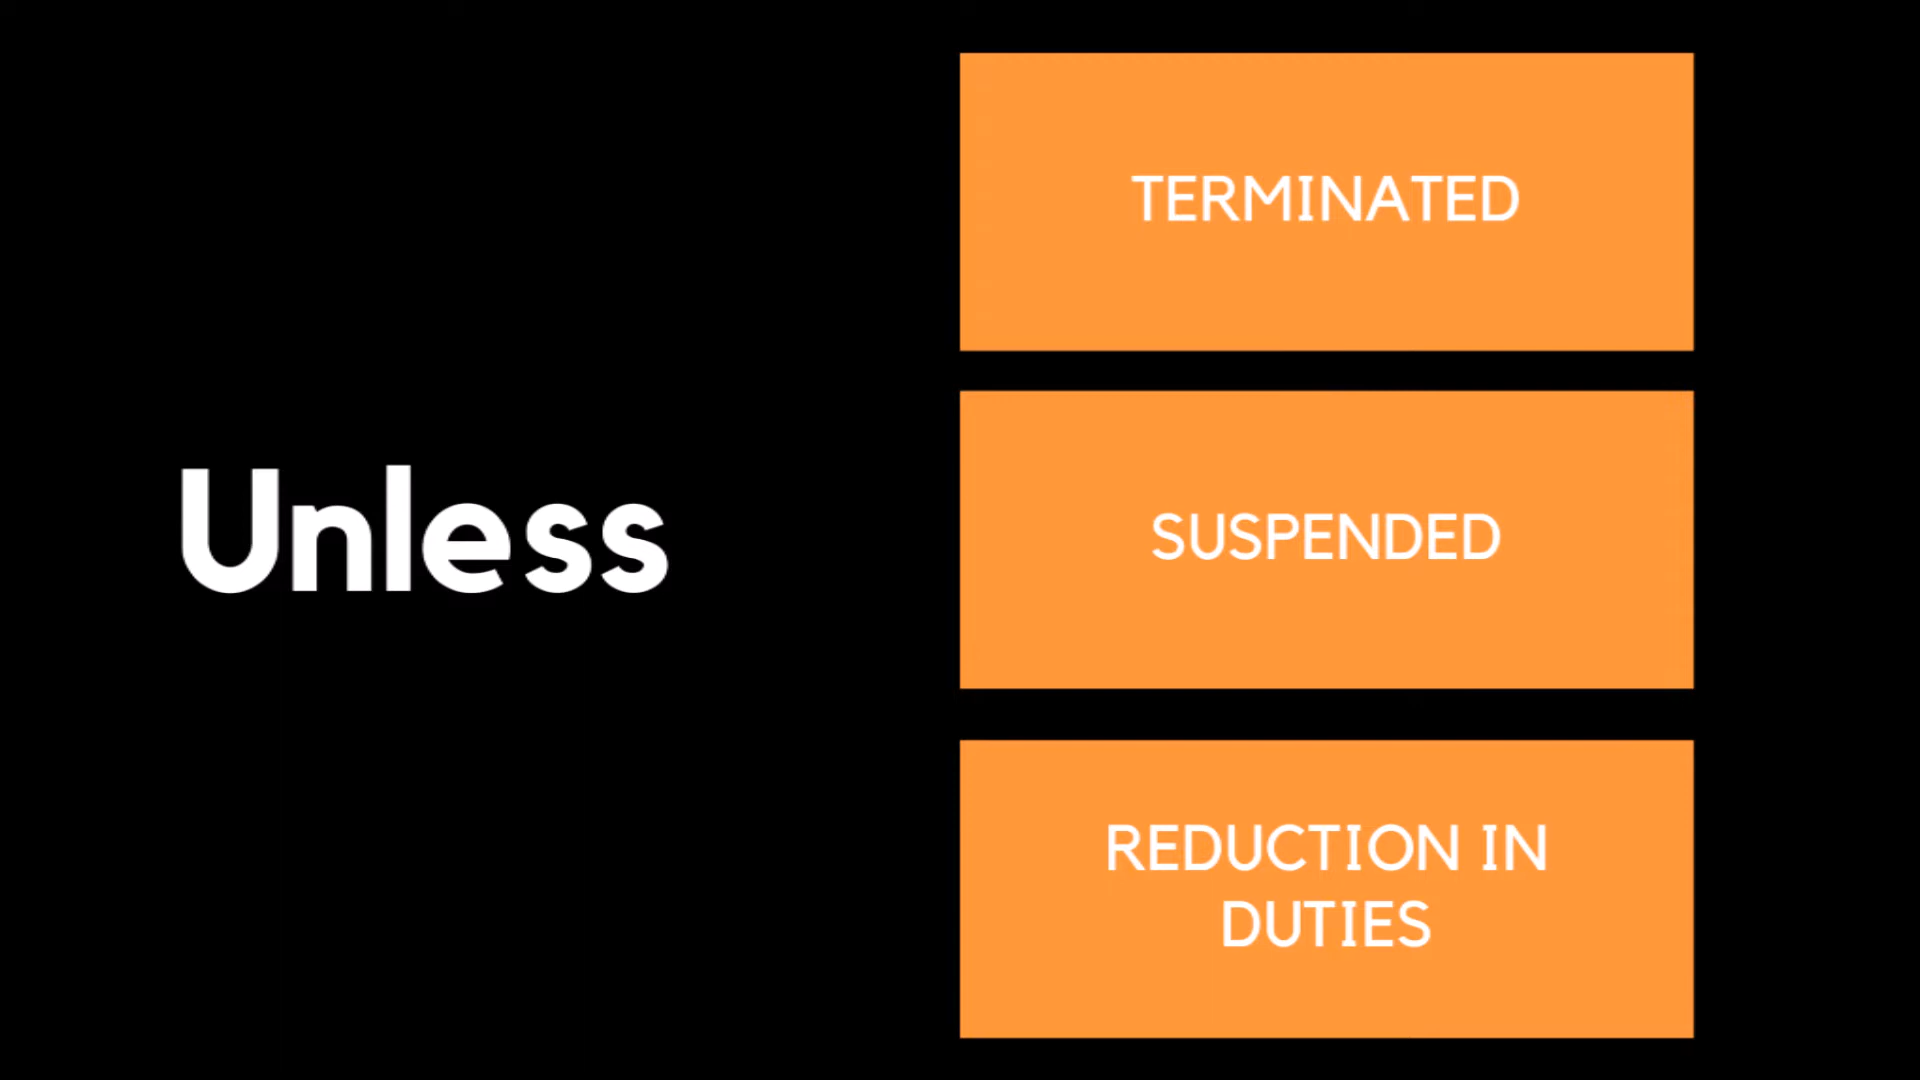 Unless
TERMINATED
SUSPENDED
REDUCTION IN
DUTIES